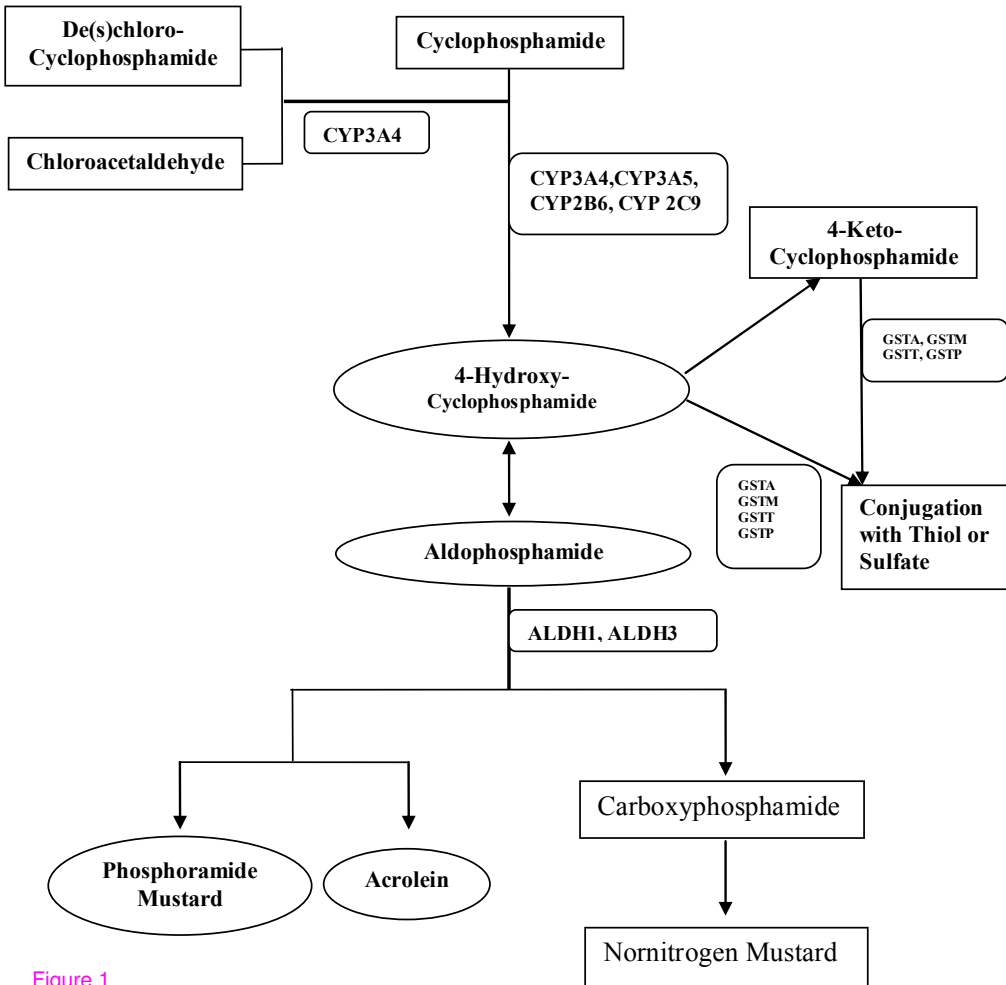 De(s)chloro-
Cyclophosphamide
Cyclophosphamide
CYP3A4
Chloroacetaldehyde
CYP3A4,CYP3A5,
CYP2B6, CYP 2C9
4-Keto-
Cyclophosphamide
GSTA, GSTM
GSTT, GSTP
4-Hydroxy-
Cyclophosphamide
GSTA
GSTM
GSTT
GSTP
Conjugation
with Thiol or
Sulfate
Aldophosphamide
ALDH1, ALDH3
Carboxyphosphamide
Phosphoramide
Mustard
Acrolein
Nornitrogen Mustard
Figure 1